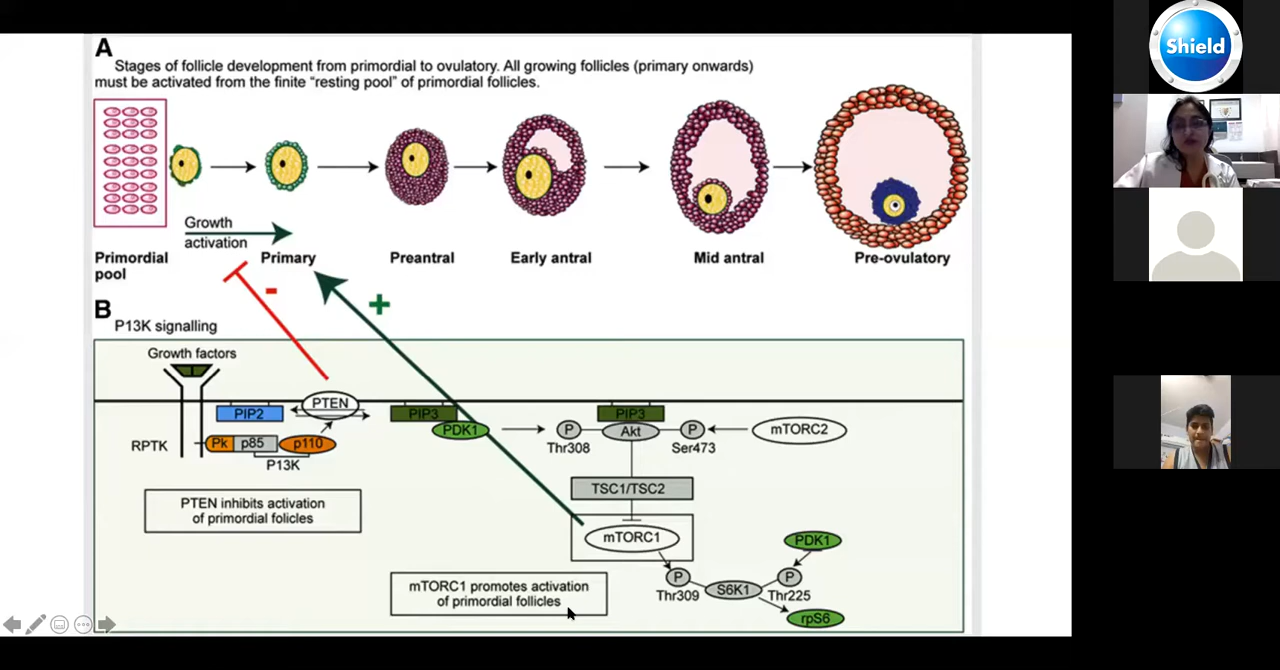 A
Stages of follicle development from primordial to ovulatory. All growing follicles (primary onwards)
must be activated from the finite “resting pool” of primordial follicles.
Growth
activation
Primordial
pool
Primary
Preantral
Early antral
Mid antral
Pre-ovulatory
-
+
B
P13K signalling
Growth factors
PIP2
PTEN
PIP3
PDK1
RPTK
Pk
p85
p110
P13K
P
Thr308
PIP3
Akt
P
Ser473
mTORC2
TSC1/TSC2
mTORC1
PTEN inhibits activation
of primordial follicles
mTORC1 promotes activation
of primordial follicles
P
Thr309
S6K1
P
Thr225
PDK1
rpS6
Shield